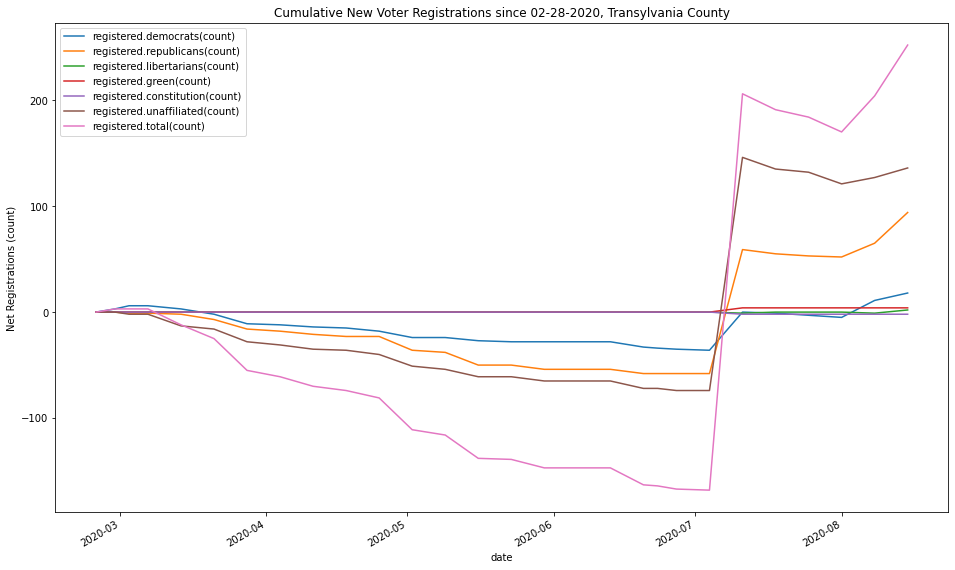 Cumulative New Voter Registrations since 02-28-2020, Transylvania County
registered.democrats(count)
registered.republicans(count)
registered.libertarians(count)
registered.green(count)
registered.constitution(count)
registered.unaffiliated(count)
registered.total(count)
Net Registrations (count)
200
100
0
−100
2020-03
2020-04
2020-05
2020-06
2020-07
2020-08
date